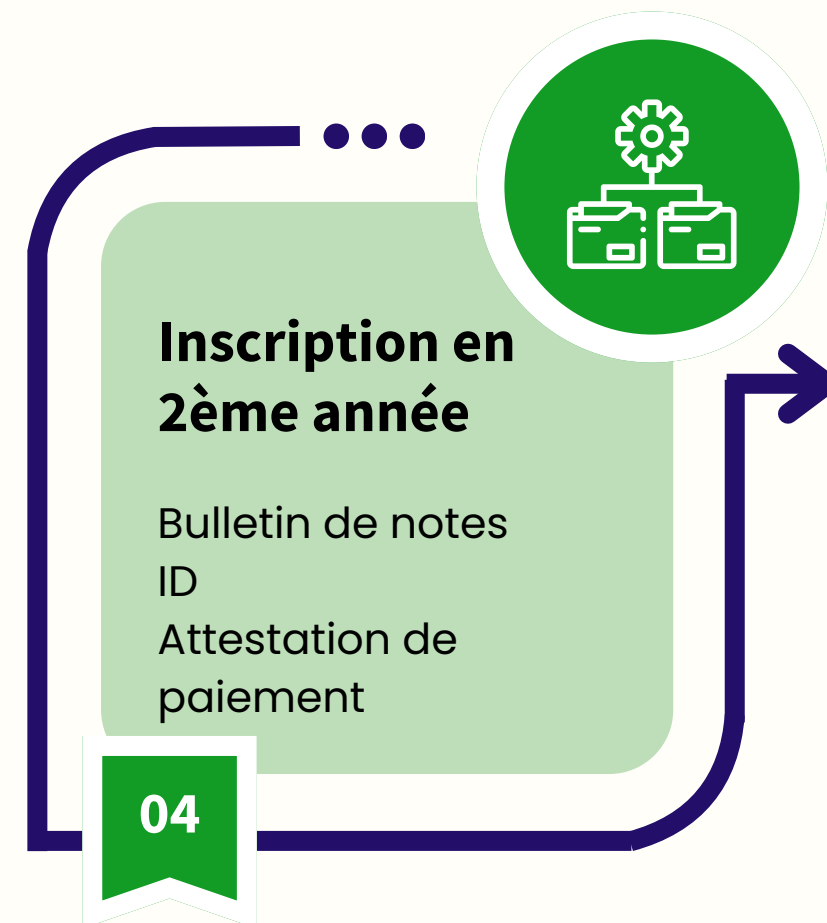 Inscription en
2ème année
Bulletin de notes
ID
Attestation de
paiement
04